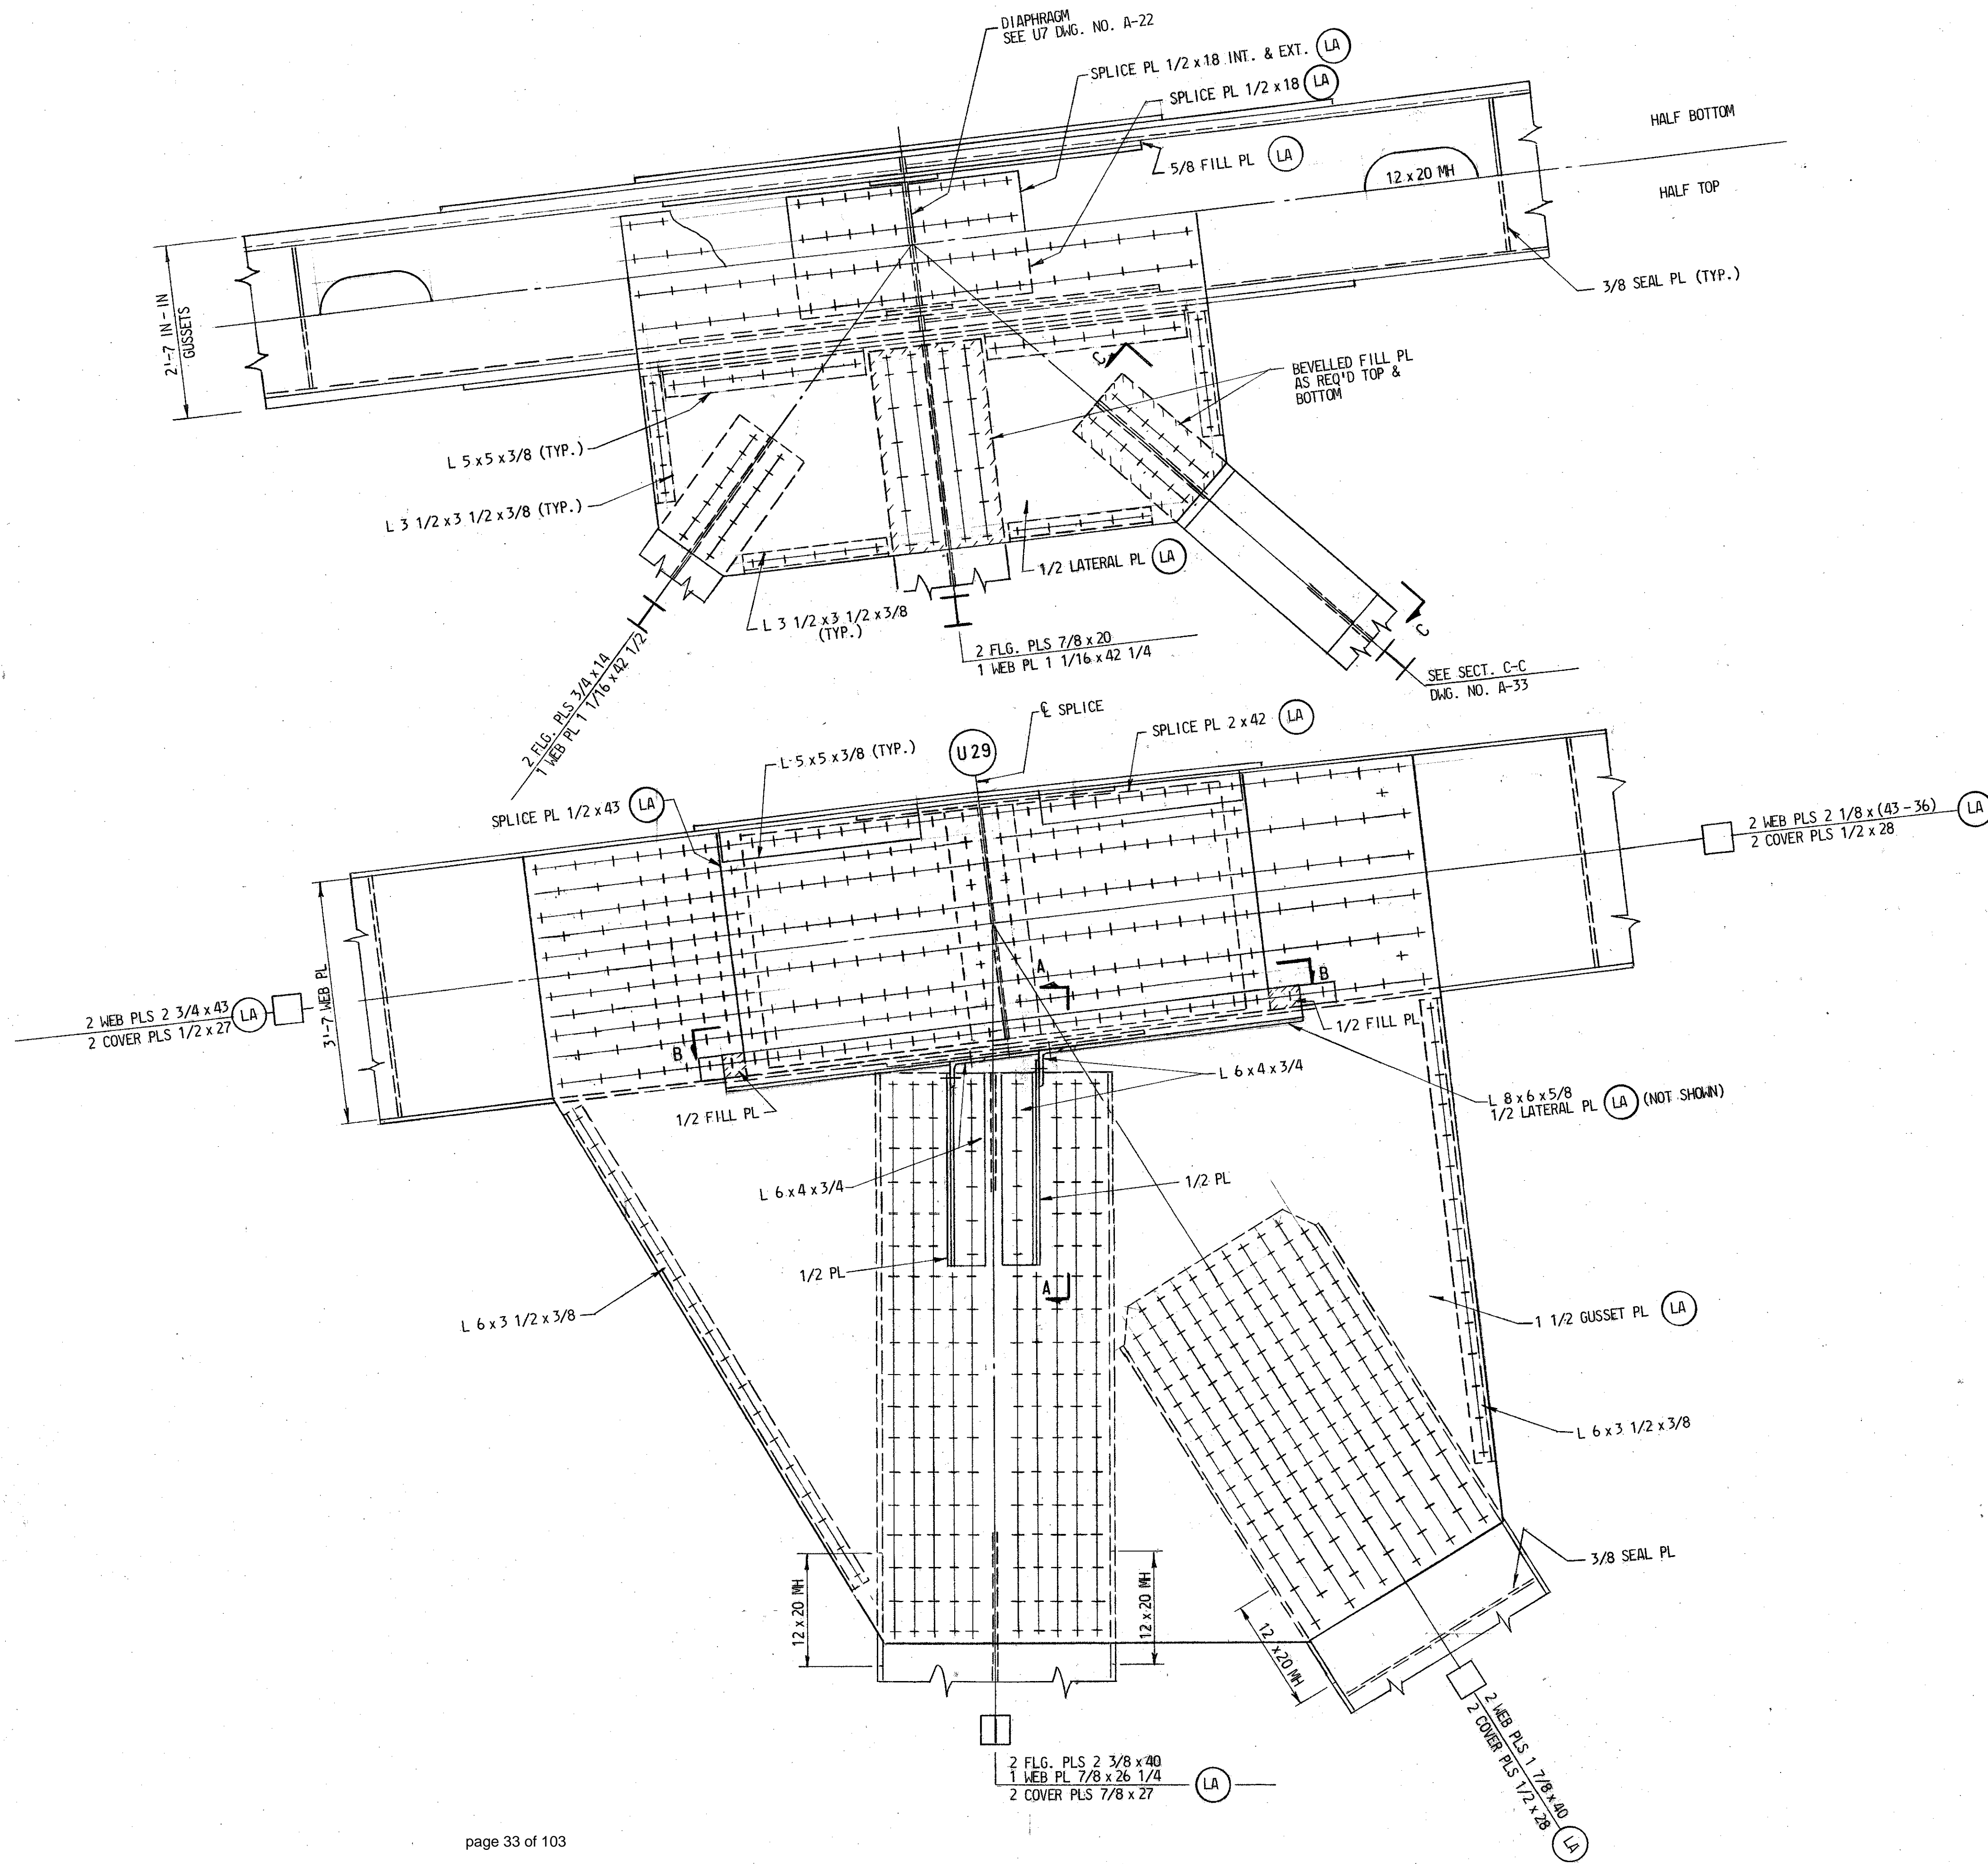 DIAPHRAGM
SEE U7 DWG. NO. A-22
SPLICE PL 1/2 x 18 INT. & EXT. LA
SPLICE PL 1/2 x 18 LA
HALF BOTTOM
5/8 FILL PL LA
12 x 20 MH
HALF TOP
3/8 SEAL PL (TYP.)
2'-7 IN-IN
GUSSETS
BEVELLED FILL PL
AS REQ'D TOP &
BOTTOM
C
L 5 x 5 x 3/8 (TYP.)
L 3 1/2 x 3 1/2 x 3/8 (TYP.)
1/2 LATERAL PL LA
L 3 1/2 x 3 1/2 x 3/8
(TYP.)
C
2 FLG. PLS 7/8 x 20
1 WEB PL 1 1/16 x 42 1/4
SEE SECT. C-C
DWG. NO. A-33
2 FLG. PLS 3/4 x 14
1 WEB PL 1 1/16 x 42 1/2
℄ SPLICE
SPLICE PL 2 x 42 LA
U 29
L 5 x 5 x 3/8 (TYP.)
SPLICE PL 1/2 x 43 LA
2 WEB PLS 2 1/8 x (43-36)
2 COVER PLS 1/2 x 28
LA
3'-7 WEB PL
2 WEB PLS 2 3/4 x 43
2 COVER PLS 1/2 x 27
LA
A
B
B
1/2 FILL PL
L 6 x 4 x 3/4
L 8 x 6 x 5/8
1/2 LATERAL PL LA (NOT SHOWN)
1/2 FILL PL
L 6 x 4 x 3/4
1/2 PL
1/2 PL
A
L 6 x 3 1/2 x 3/8
1 1/2 GUSSET PL LA
L 6 x 3 1/2 x 3/8
3/8 SEAL PL
12 x 20 MH
12 x 20 MH
12 x 20 MH
2 FLG. PLS 2 3/8 x 40
1 WEB PL 7/8 x 26 1/4
2 COVER PLS 7/8 x 27
LA
2 WEB PLS 1 7/8 x 40
2 COVER PLS 1/2 x 28
LA
page 33 of 103